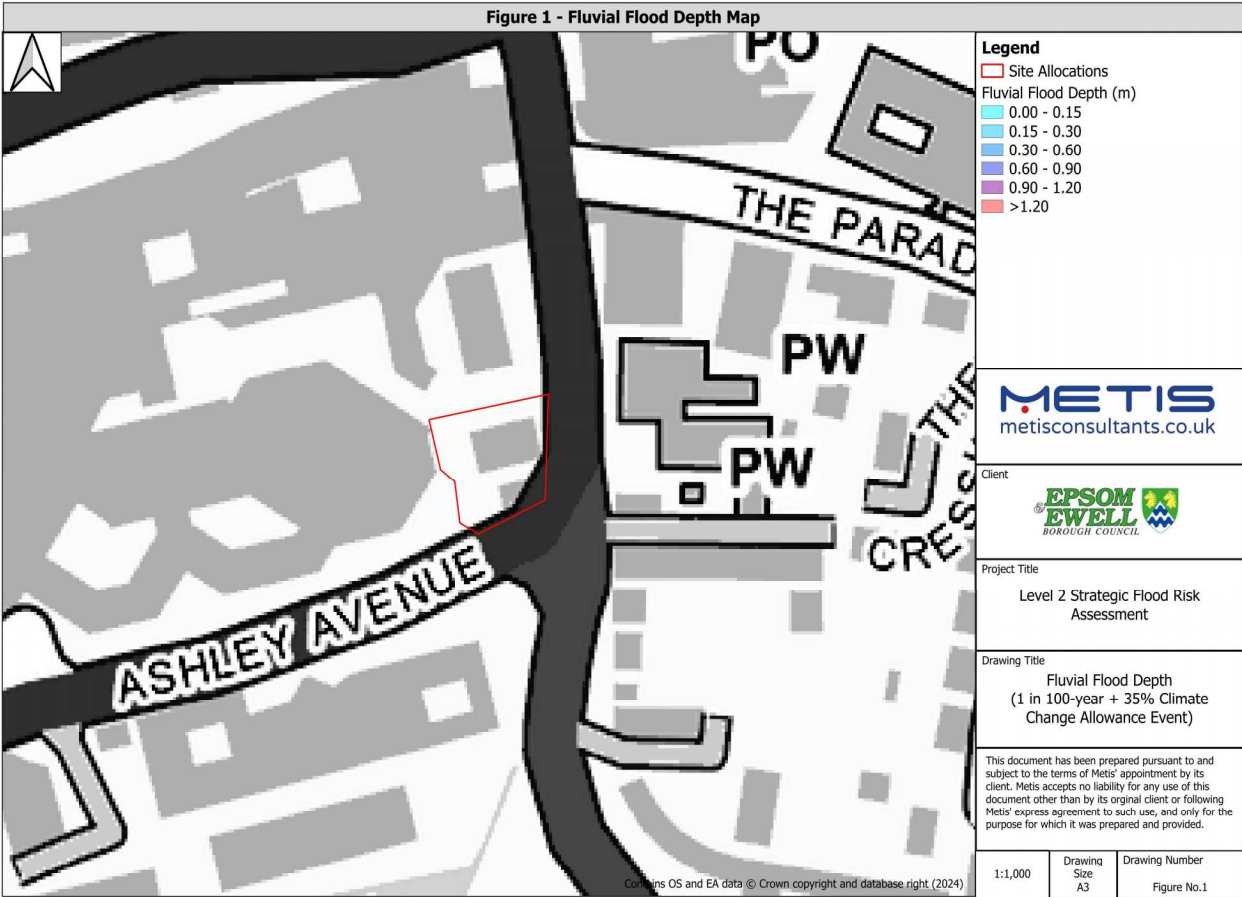 Figure 1 - Fluvial Flood Depth Map
PO
THE PARAD
PW
PW
THE
CRES
ASHLEY AVENUE
Contains OS and EA data © Crown copyright and database right (2024)
Legend
Site Allocations
Fluvial Flood Depth (m)
0.00 - 0.15
0.15 - 0.30
0.30 - 0.60
0.60 - 0.90
0.90 - 1.20
>1.20
METIS
metisconsultants.co.uk
Client
EPSOM
& EWELL
BOROUGH COUNCIL
Project Title
Level 2 Strategic Flood Risk
Assessment
Drawing Title
Fluvial Flood Depth
(1 in 100-year + 35% Climate
Change Allowance Event)
This document has been prepared pursuant to and
subject to the terms of Metis' appointment by its
client. Metis accepts no liability for any use of this
document other than by its orginal client or following
Metis' express agreement to such use, and only for the
purpose for which it was prepared and provided.
1:1,000
Drawing
Size
A3
Drawing Number
Figure No.1